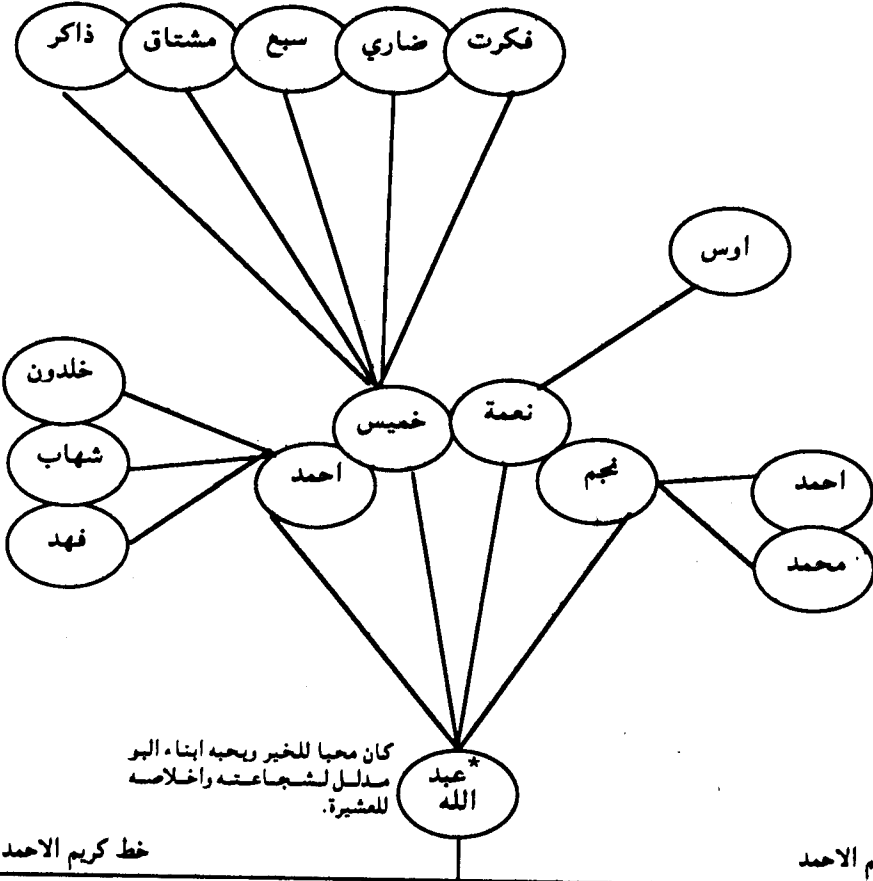 فكرت
ضاري
سبع
مشتاق
ذاكر
اوس
خلدون
شهاب
فهد
نعمة
خميس
احمد
نجم
احمد
محمد
كان محبا للخير ويحبه ابناء البو
مدلل لشجاعته واخلاصه
للعشيرة.
*عبد
الله
م الاحمد
خط كريم الاحمد